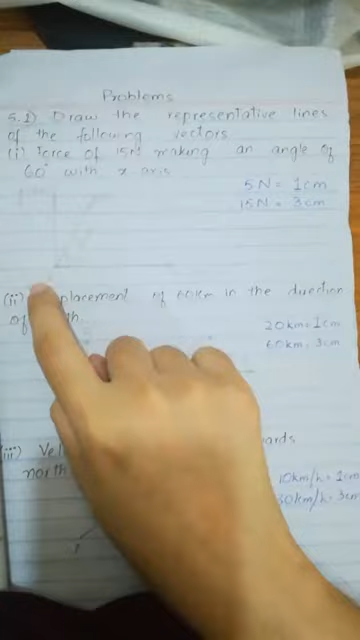 Problems
5.1) Draw the representative lines
of the following vectors
(i) Force of 15N making an angle of
60° with x axis
5N = 1cm
15N = 3cm
(ii) placement of 60km in the direction
of
20km = 1cm
60km = 3cm
(iii) Vel ards
north
10km/h = 1cm
30km/h = 3cm